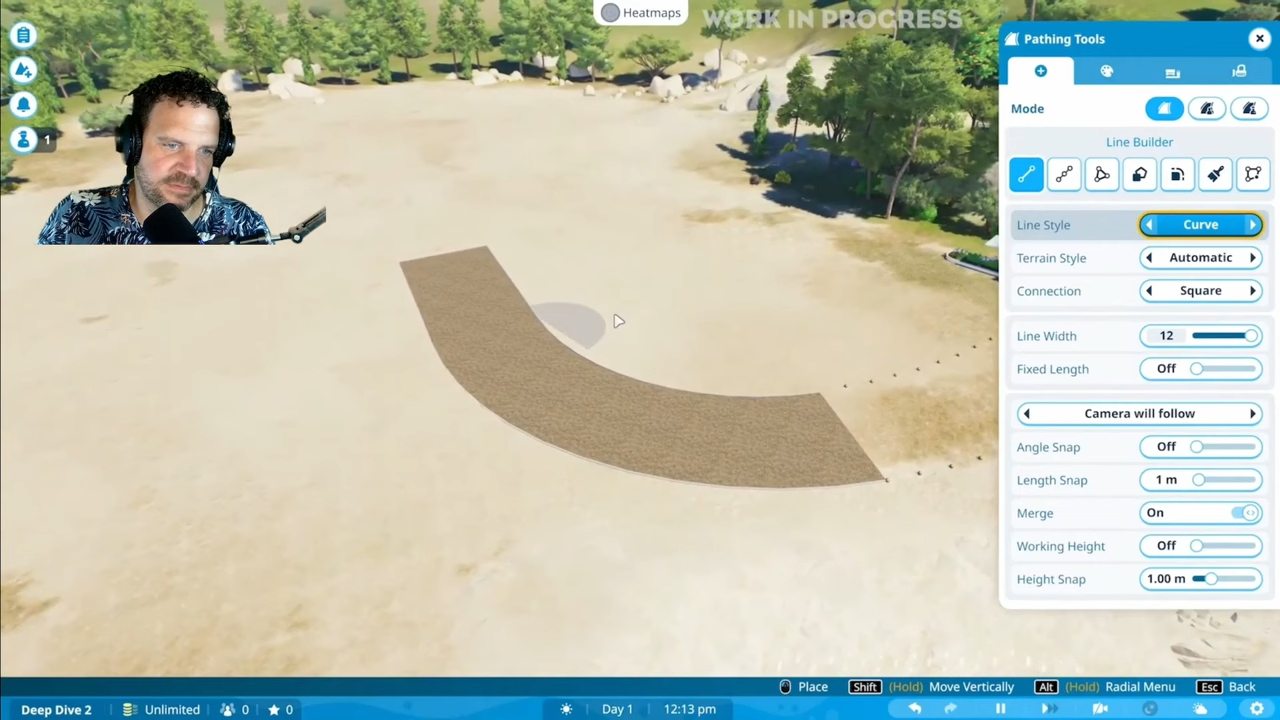 Heatmaps
WORK IN PROGRESS
Pathing Tools
1
Mode
Line Builder
Line Style Curve
Terrain Style Automatic
Connection Square
Line Width 12
Fixed Length Off
Camera will follow
Angle Snap Off
Length Snap 1 m
Merge On
Working Height Off
Height Snap 1.00 m
Place Shift (Hold) Move Vertically Alt (Hold) Radial Menu Esc Back
Deep Dive 2 Unlimited 0 0 Day 1 12:13 pm